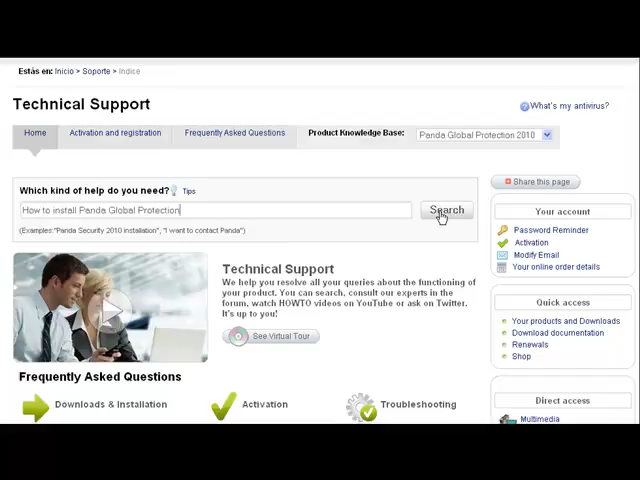 Estás en: Inicio > Soporte > Indice
Technical Support
What's my antivirus?
Home
Activation and registration
Frequently Asked Questions
Product Knowledge Base:
Panda Global Protection 2010
Which kind of help do you need?
Tips
Share this page
How to install Panda Global Protection
Search
(Examples:"Panda Security 2010 installation", "I want to contact Panda")
Your account
Password Reminder
Activation
Modify Email
Your online order details
Technical Support
We help you resolve all your queries about the functioning of
your product. You can search, consult our experts in the
forum, watch HOWTO videos on YouTube or ask on Twitter.
It's up to you!
See Virtual Tour
Quick access
Your products and Downloads
Download documentation
Renewals
Shop
Frequently Asked Questions
Downloads & Installation
Activation
Troubleshooting
Direct access
Multimedia